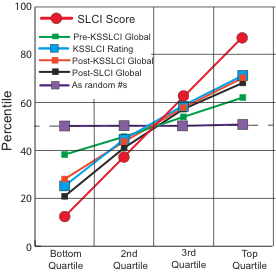 100
80
60
40
20
0
Percentile
SLCI Score
Pre-KSSLCI Global
KSSLCI Rating
Post-KSSLCI Global
Post-SLCI Global
As random #s
Bottom
Quartile
2nd
Quartile
3rd
Quartile
Top
Quartile